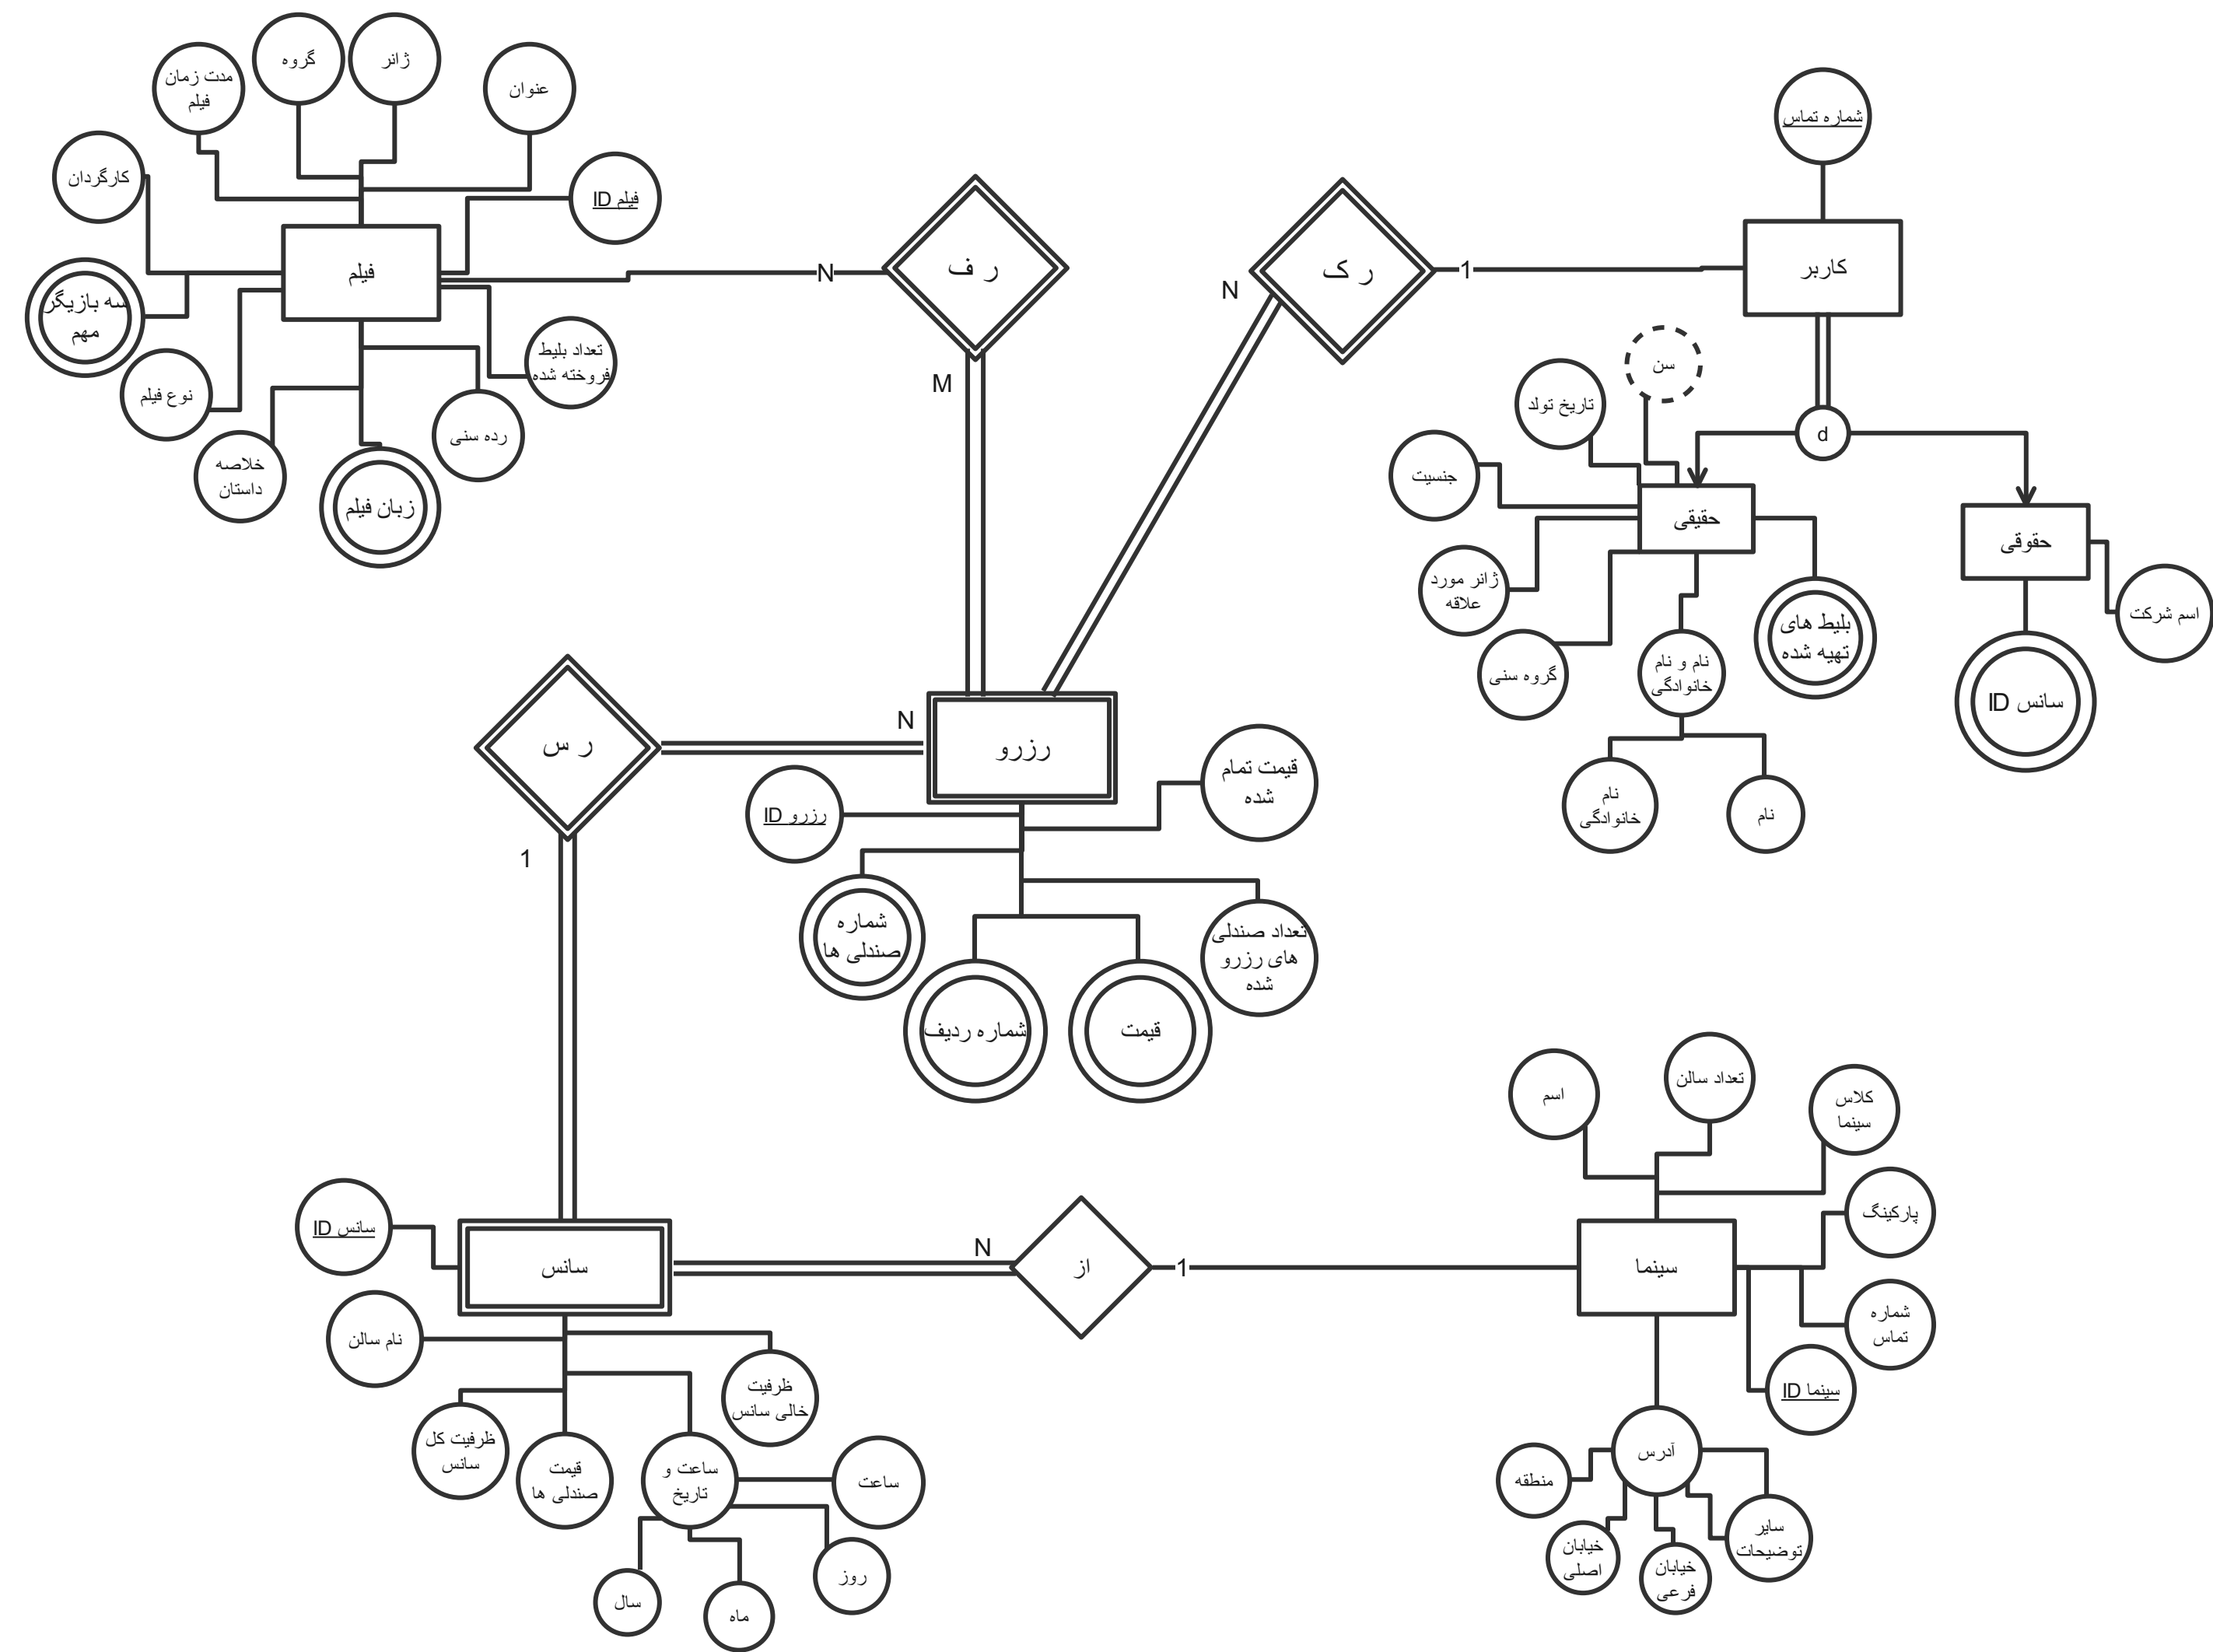 گروه
ژانر
مدت زمان
فیلم
عنوان
شماره تماس
کارگردان
فیلم ID
فیلم
ر ف
ر ک
کاربر
N
1
N
سه بازیگر
مهم
تعداد بلیط
فروخته شده
M
سن
نوع فیلم
تاریخ تولد
رده سنی
d
خلاصه
داستان
زبان فیلم
جنسیت
حقیقی
حقوقی
ژانر مورد
علاقه
گروه سنی
نام و نام
خانوادگی
بلیط های
تهیه شده
اسم شرکت
سانس ID
نام
خانوادگی
نام
ر س
N
رزرو
قیمت تمام
شده
رزرو ID
1
شماره
صندلی ها
تعداد صندلی
های رزرو
شده
شماره ردیف
قیمت
اسم
تعداد سالن
کلاس
سینما
پارکینگ
سانس ID
سانس
N
از
1
سینما
شماره
تماس
نام سالن
سینما ID
ظرفیت
خالی سانس
ظرفیت کل
سانس
قیمت
صندلی ها
ساعت و
تاریخ
ساعت
آدرس
منطقه
سال
ماه
روز
خیابان
اصلی
خیابان
فرعی
سایر
توضیحات